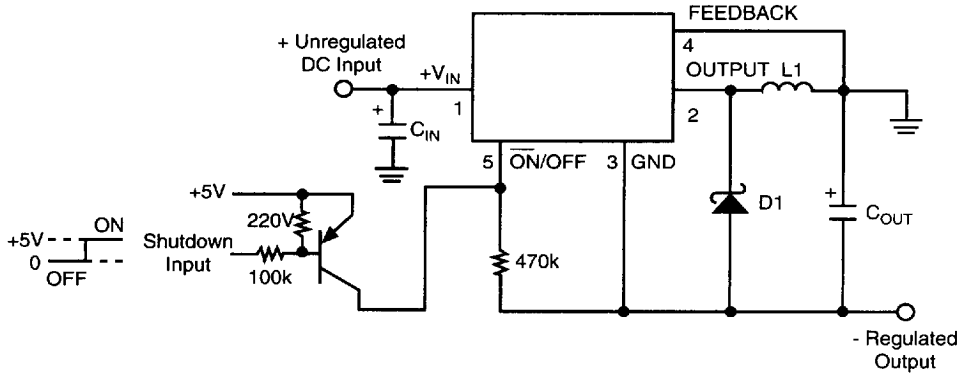 FEEDBACK
4
+ Unregulated
DC Input
+V_IN
1
OUTPUT L1
2
C_IN
+
5
O̅N̅/OFF
3
GND
+5V
220V
ON
+5V
0
OFF
Shutdown
Input
100k
470k
D1
+
C_OUT
- Regulated
Output